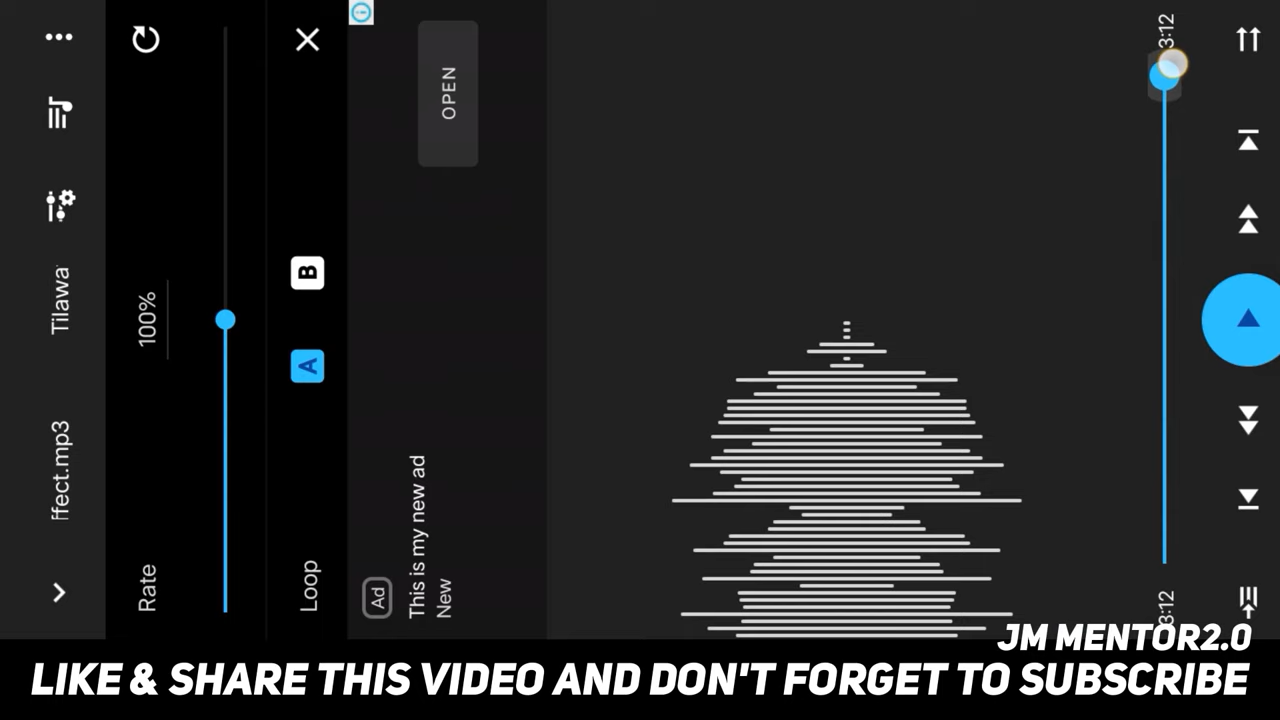 ffect.mp3 Tilawa
Rate 100%
Loop A B
Ad
This is my new ad
New
OPEN
3:12
3:12
JM MENTOR2.0
LIKE & SHARE THIS VIDEO AND DON'T FORGET TO SUBSCRIBE